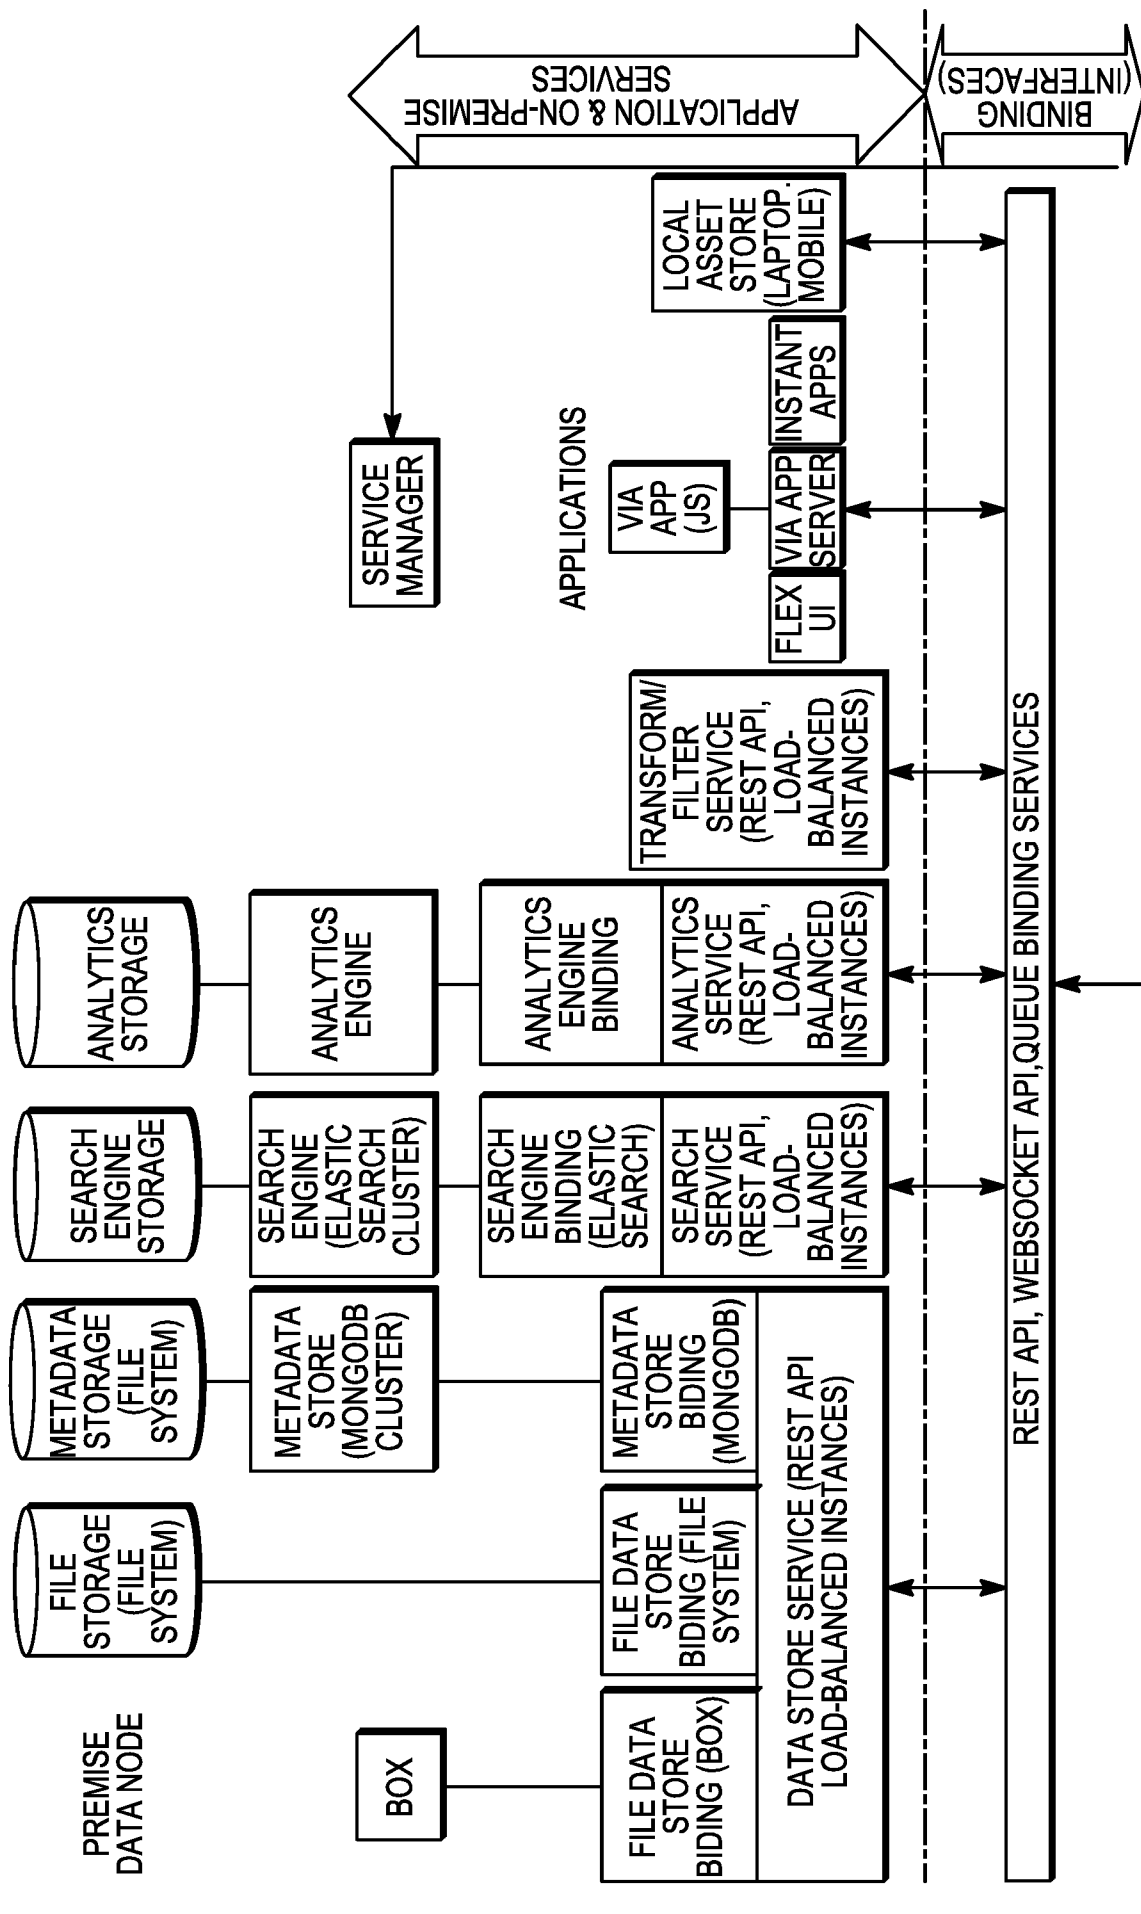 PREMISE
DATA NODE
FILE
STORAGE
(FILE
SYSTEM)
METADATA
STORAGE
(FILE
SYSTEM)
SEARCH
ENGINE
STORAGE
ANALYTICS
STORAGE
BOX
METADATA
STORE
(MONGODB
CLUSTER)
SEARCH
ENGINE
(ELASTIC
SEARCH
CLUSTER)
ANALYTICS
ENGINE
SERVICE
MANAGER
FILE DATA
STORE
BIDING (BOX)
FILE DATA
STORE
BIDING (FILE
SYSTEM)
METADATA
STORE
BIDING
(MONGODB)
DATA STORE SERVICE (REST API
LOAD-BALANCED INSTANCES)
SEARCH
ENGINE
BINDING
(ELASTIC
SEARCH)
SEARCH
SERVICE
(REST API,
LOAD-
BALANCED
INSTANCES)
ANALYTICS
ENGINE
BINDING
ANALYTICS
SERVICE
(REST API,
LOAD-
BALANCED
INSTANCES)
TRANSFORM/
FILTER
SERVICE
(REST API,
LOAD-
BALANCED
INSTANCES)
APPLICATIONS
VIA
APP
(JS)
FLEX
UI
VIA APP
SERVER
INSTANT
APPS
LOCAL
ASSET
STORE
(LAPTOP.
MOBILE)
APPLICATION & ON-PREMISE
SERVICES
BINDING
(INTERFACES)
REST API, WEBSOCKET API,QUEUE BINDING SERVICES